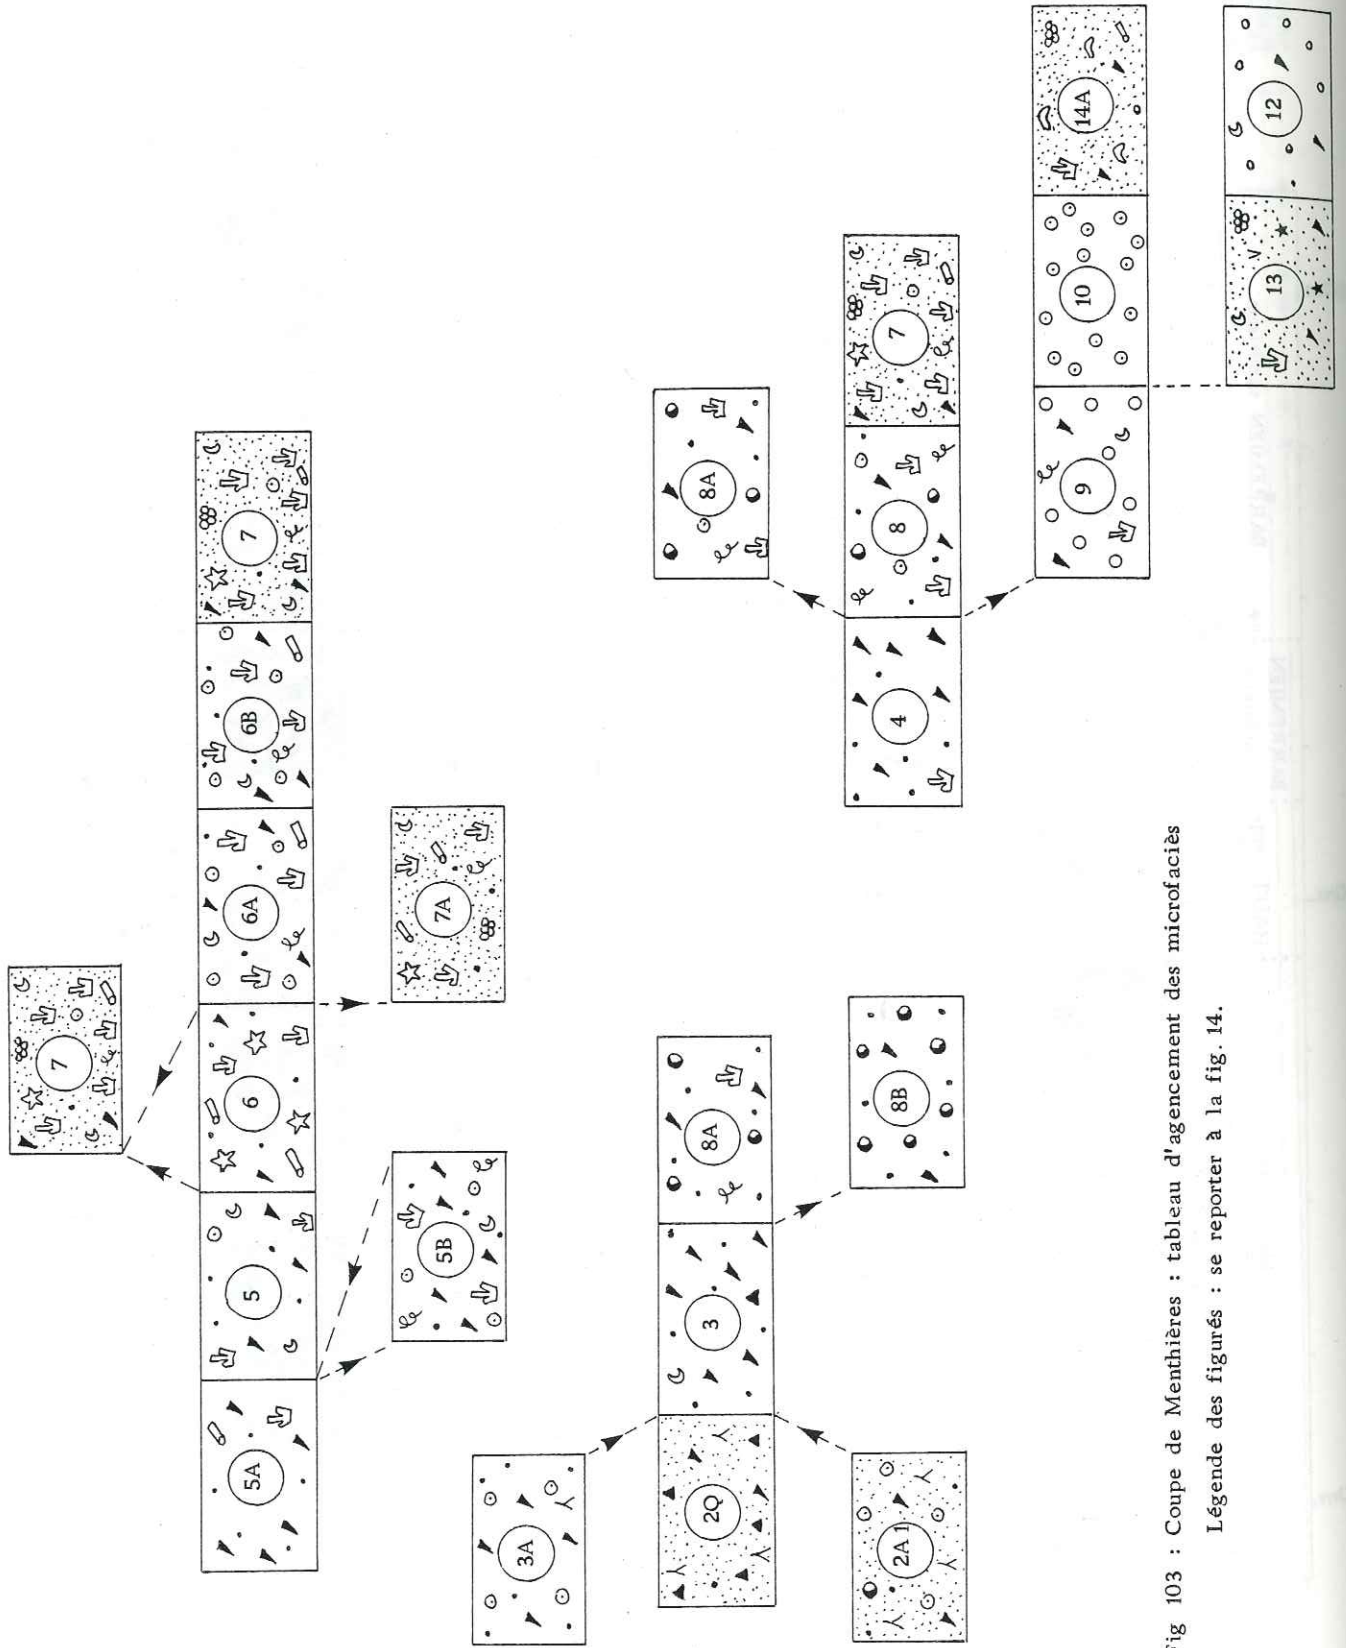 7
5A
5
6
6A
6B
7
5B
7A
3A
2Q
3
8A
2A1
8B
8A
4
8
7
9
10
14A
13
12
Fig 103 : Coupe de Menthières : tableau d'agencement des microfaciès
Légende des figurés : se reporter à la fig. 14.